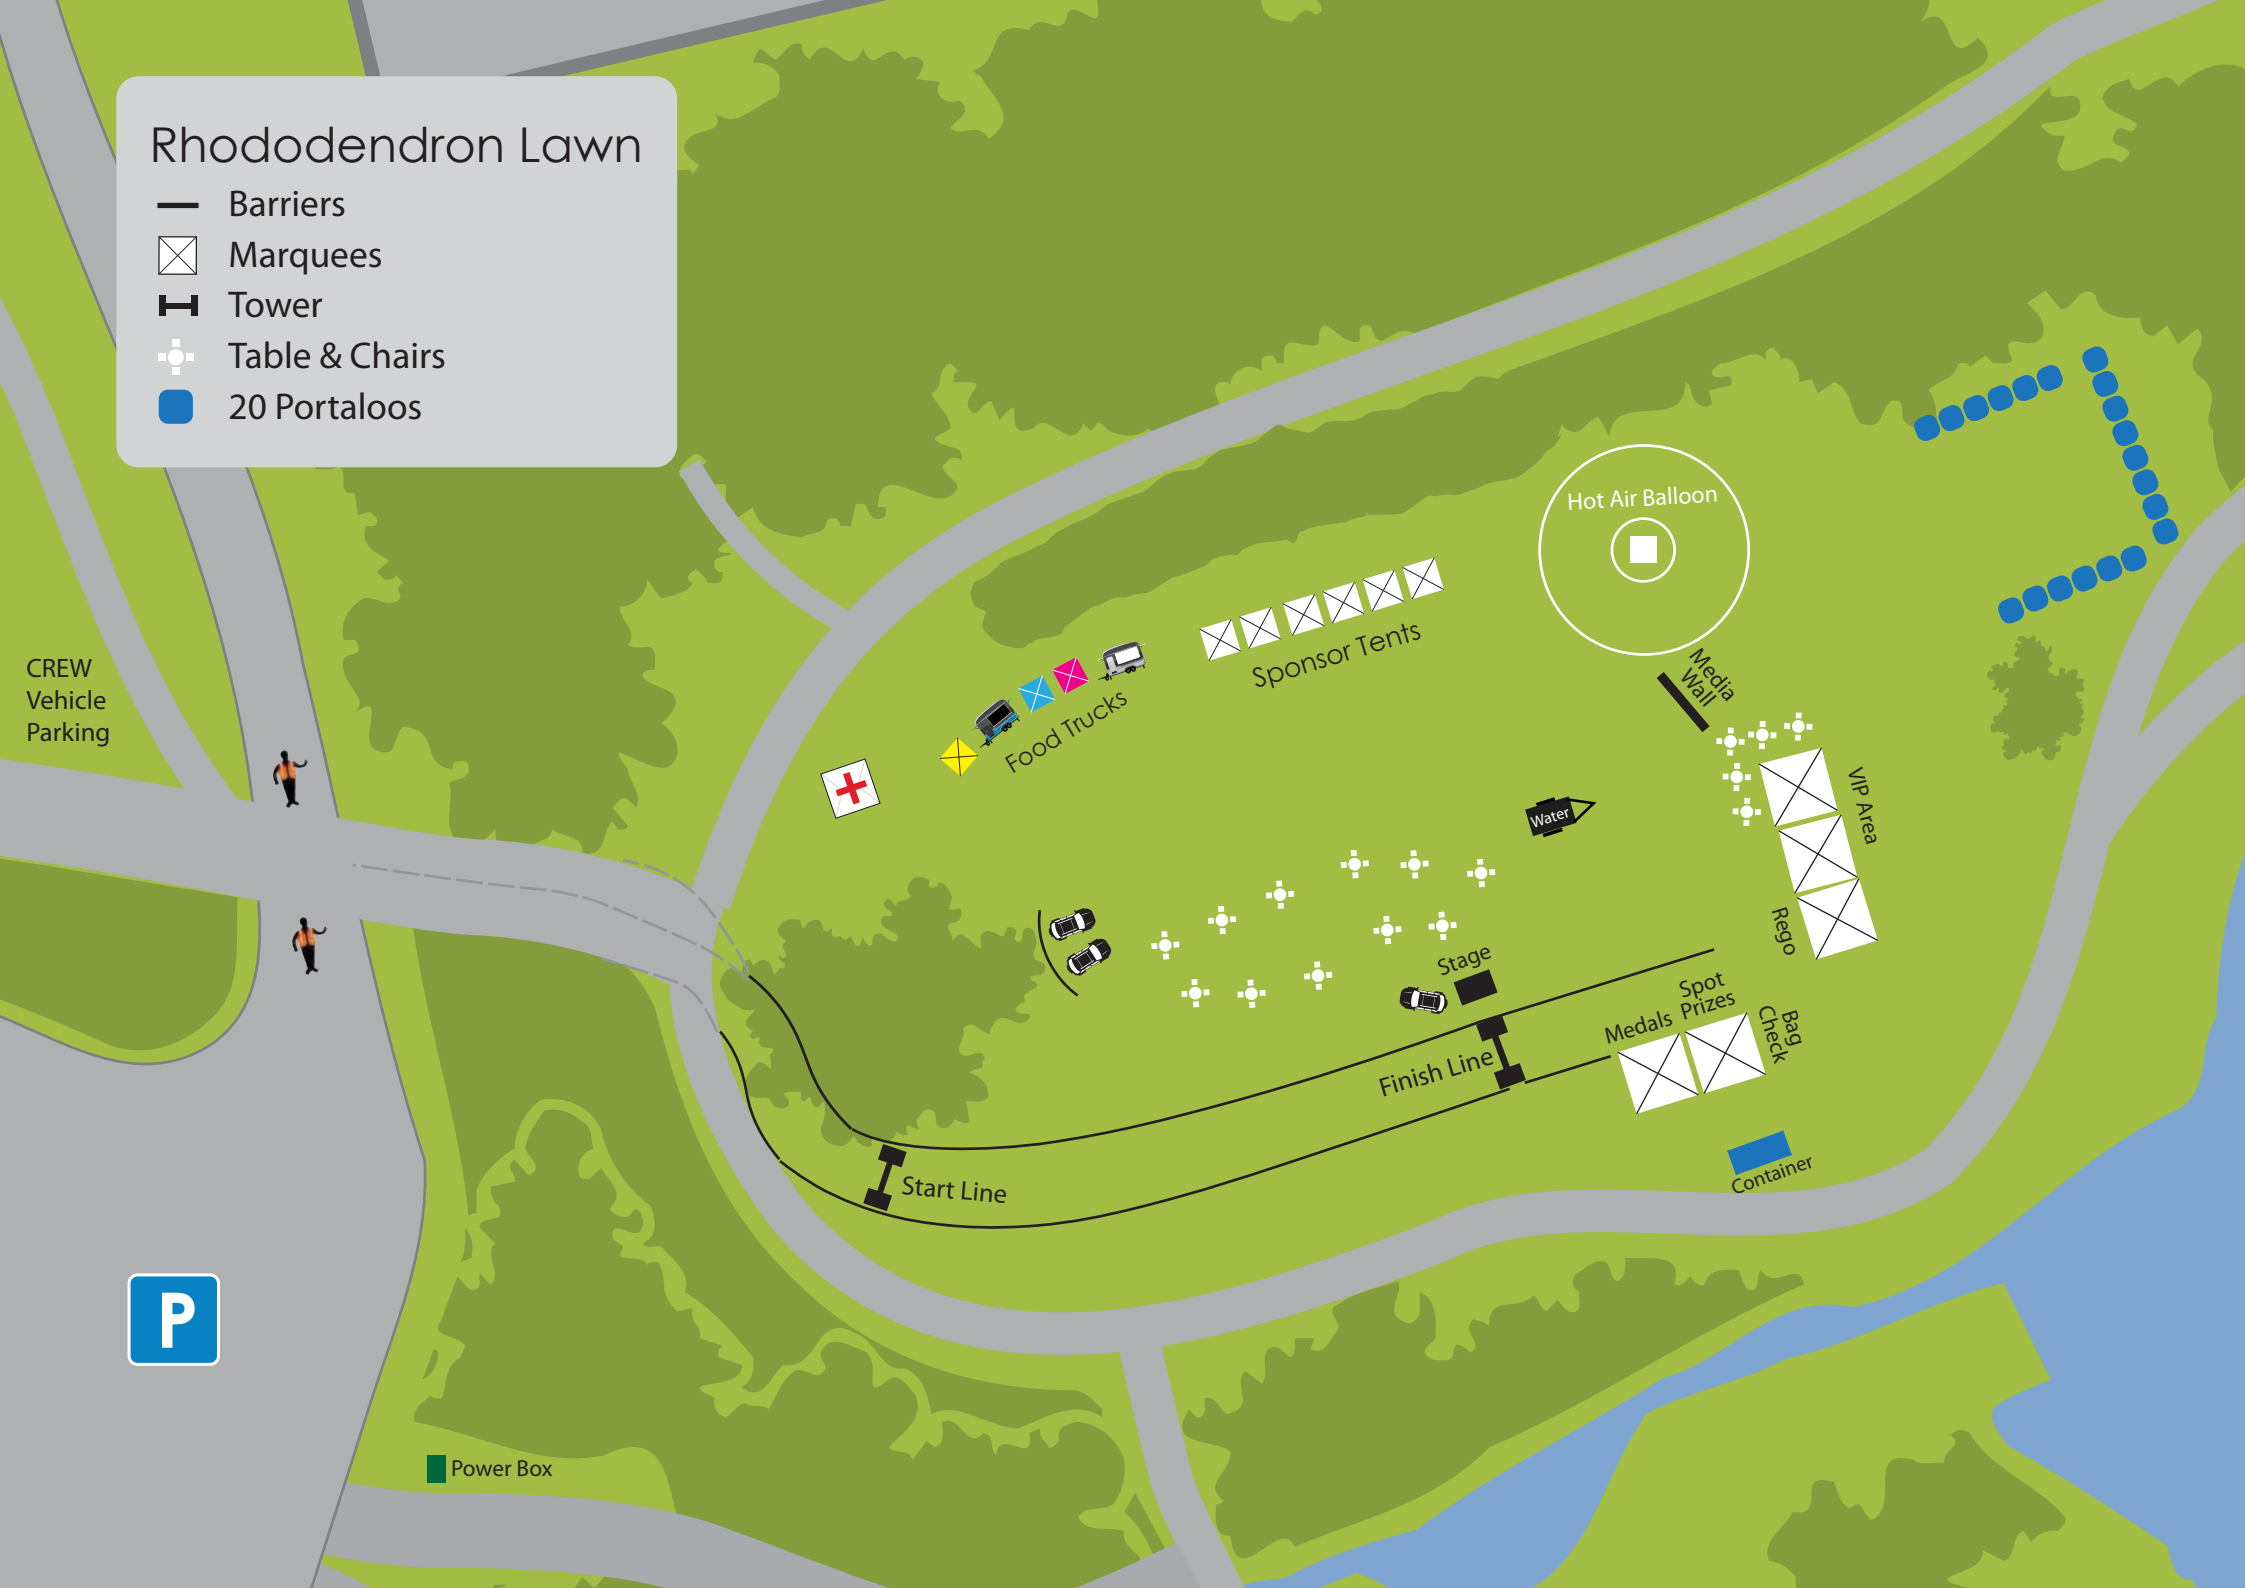 Rhododendron Lawn
Barriers
Marquees
Tower
Table & Chairs
20 Portaloos
Hot Air Balloon
Sponsor Tents
Food Trucks
Media
Wall
CREW
Vehicle
Parking
VIP Area
Water
Rego
Stage
Spot
Prizes
Medals
Bag
Check
Finish Line
Container
Start Line
P
Power Box